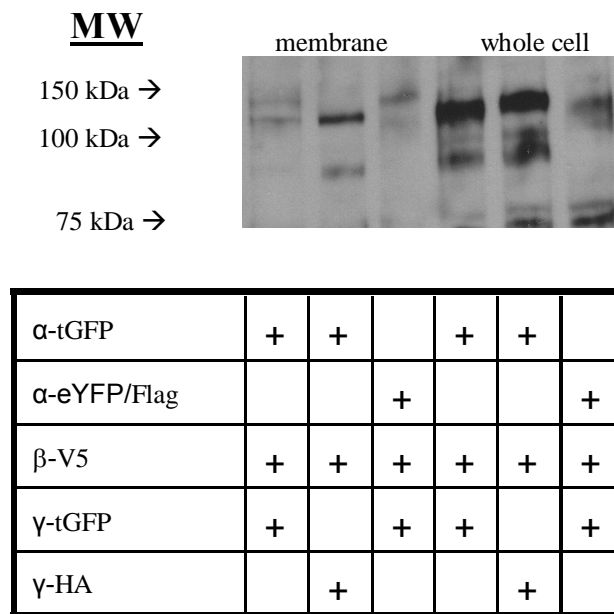 MW
membrane whole cell
150 kDa →
100 kDa →
75 kDa →
α-tGFP + + + +
α-eYFP/Flag + +
β-V5 + + + + + +
γ-tGFP + + + +
γ-HA + +